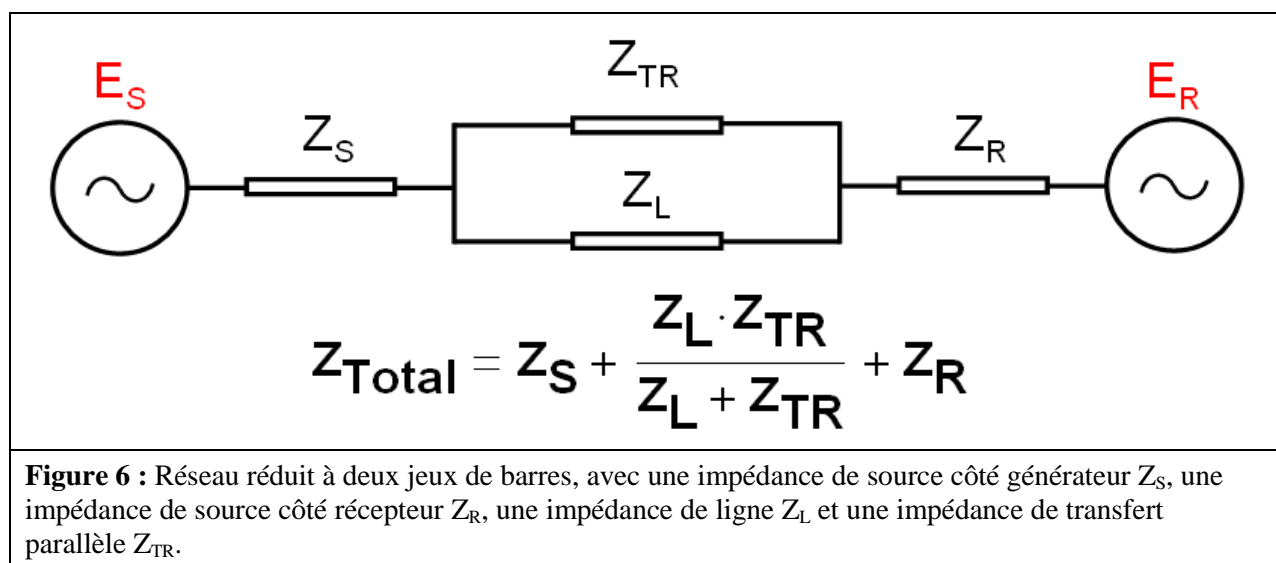 E_S
Z_TR
E_R
Z_S
Z_R
Z_L
Z_Total = Z_S + (Z_L · Z_TR) / (Z_L + Z_TR) + Z_R
Figure 6 : Réseau réduit à deux jeux de barres, avec une impédance de source côté générateur Z_S, une
impédance de source côté récepteur Z_R, une impédance de ligne Z_L et une impédance de transfert
parallèle Z_TR.